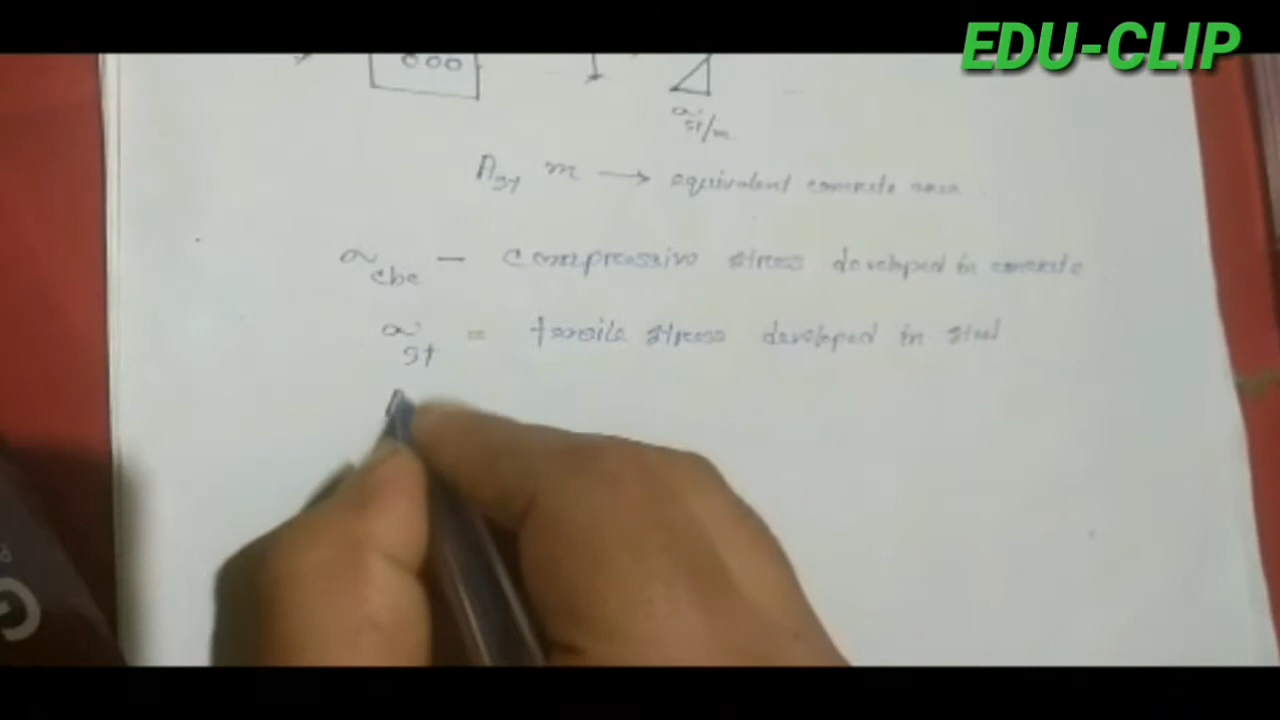 EDU-CLIP
000
σst/m
Ast m → equivalent concrete area
σcbc — compressive stress developed in concrete
σst = tensile stress developed in steel